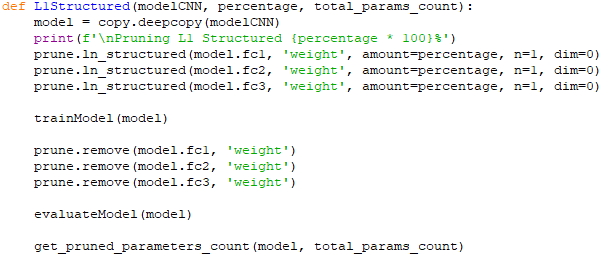 def L1Structured(modelCNN, percentage, total_params_count):
    model = copy.deepcopy(modelCNN)
    print(f'\nPruning L1 Structured {percentage * 100}%')
    prune.ln_structured(model.fc1, 'weight', amount=percentage, n=1, dim=0)
    prune.ln_structured(model.fc2, 'weight', amount=percentage, n=1, dim=0)
    prune.ln_structured(model.fc3, 'weight', amount=percentage, n=1, dim=0)

    trainModel(model)

    prune.remove(model.fc1, 'weight')
    prune.remove(model.fc2, 'weight')
    prune.remove(model.fc3, 'weight')

    evaluateModel(model)

    get_pruned_parameters_count(model, total_params_count)